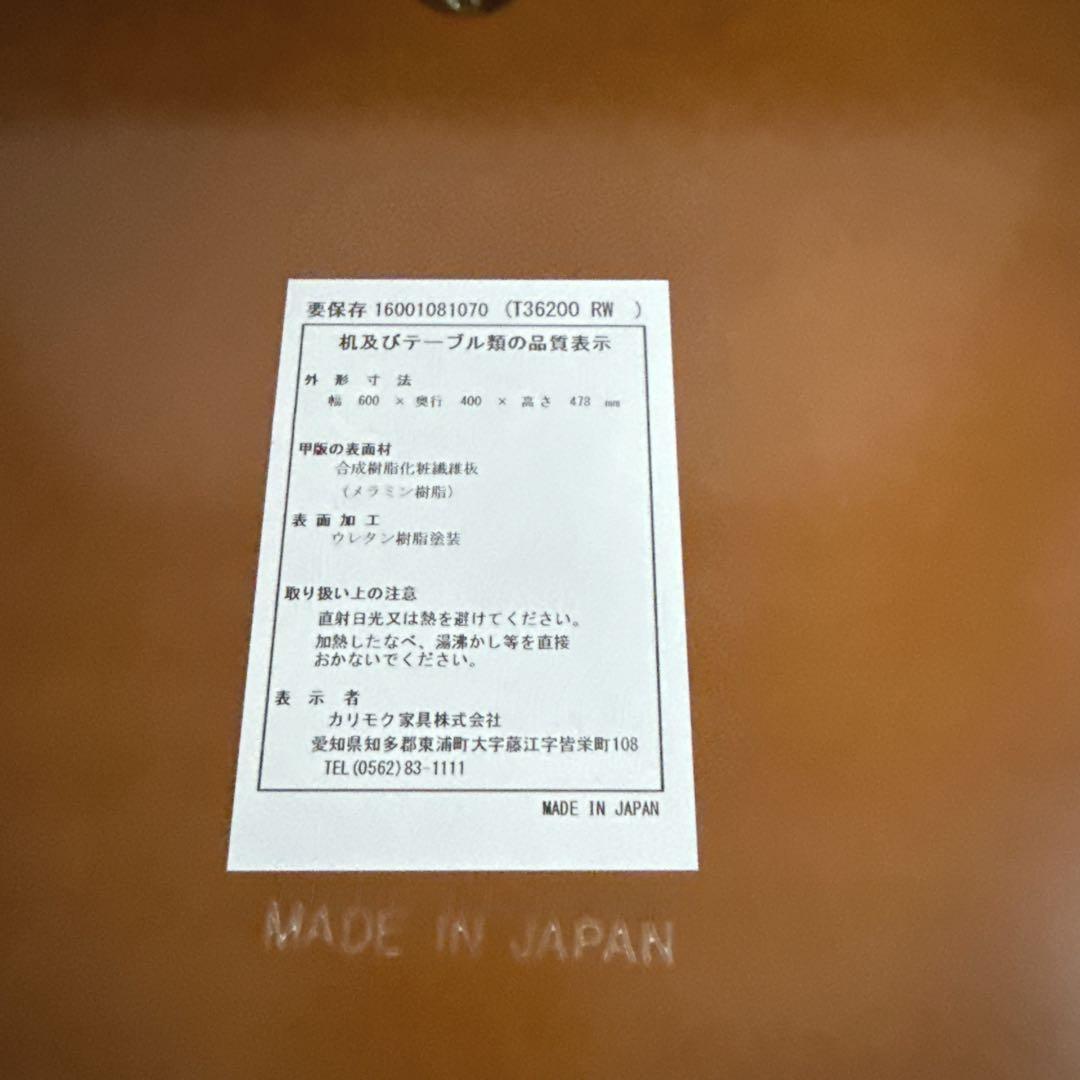 要保存 16001081070 (T36200 RW )
机及びテーブル類の品質表示
外形寸法
幅 600 × 奥行 400 × 高さ 478 mm
甲版の表面材
合成樹脂化粧繊維板
(メラミン樹脂)
表面加工
ウレタン樹脂塗装
取り扱い上の注意
直射日光又は熱を避けてください。
加熱したなべ、湯沸かし等を直接
おかないでください。
表示者
カリモク家具株式会社
愛知県知多郡東浦町大字藤江字皆栄町108
TEL(0562)83-1111
MADE IN JAPAN
MADE IN JAPAN